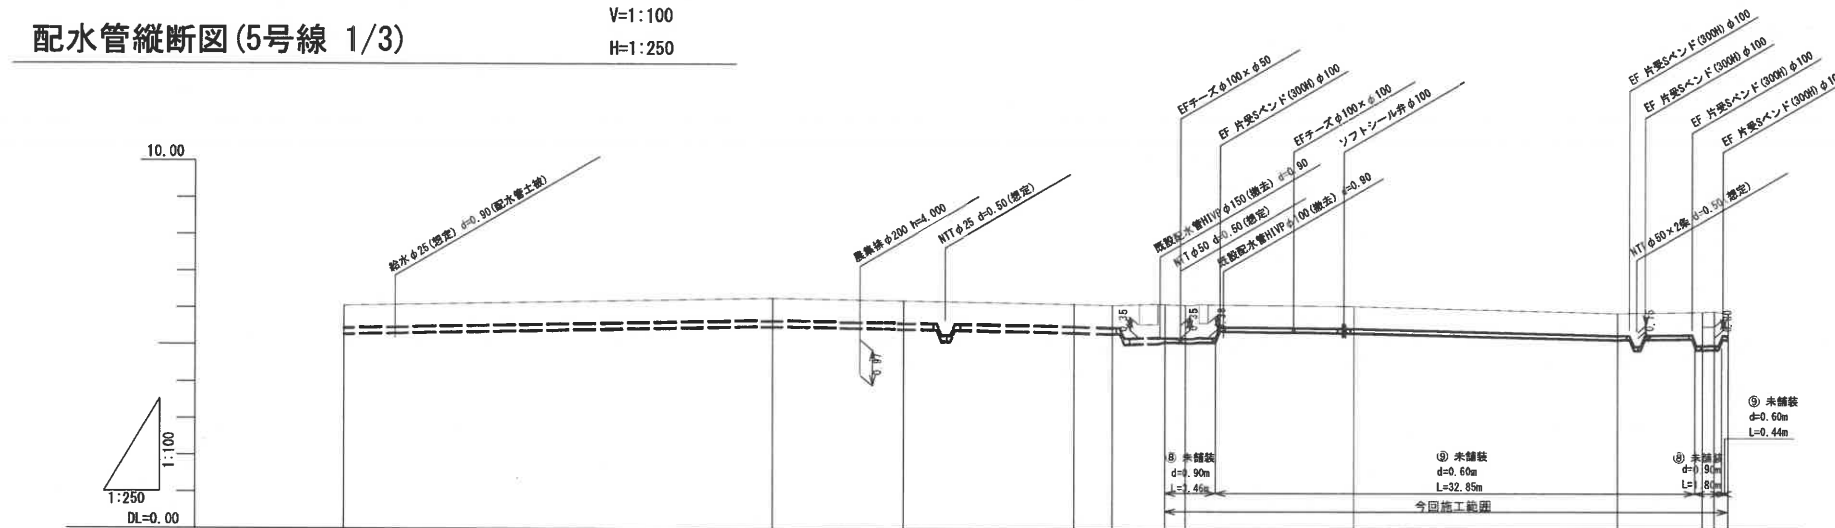 配水管縦断図(5号線 1/3)
V=1:100
H=1:250
EFチーズφ100×φ50
EF 片受Sベンド(300H)φ100
EFチーズφ100×φ100
ソフトシール弁φ100
EF 片受Sベンド(300H)φ100
EF 片受Sベンド(300H)φ100
EF 片受Sベンド(300H)φ100
EF 片受Sベンド(300H)φ10
10.00
給水φ25(想定) d=0.90(配水管土被)
農集排φ200 h=4.000
NTTφ25 d=0.50(想定)
既設配水管HIVPφ150(撤去) d=0.90
NTTφ50 d=0.50(想定)
既設配水管HIVPφ100(撤去)
NTTφ50×2条 d=0.50(想定)
0.35
0.97
⑨ 未舗装
d=0.60m
L=0.44m
⑧ 未舗装
d=0.90m
⑨ 未舗装
d=0.60m
L=32.85m
⑧ 未舗装
d=0.90m
L=1.80m
今回施工範囲
1:100
1:250
DL=0.00